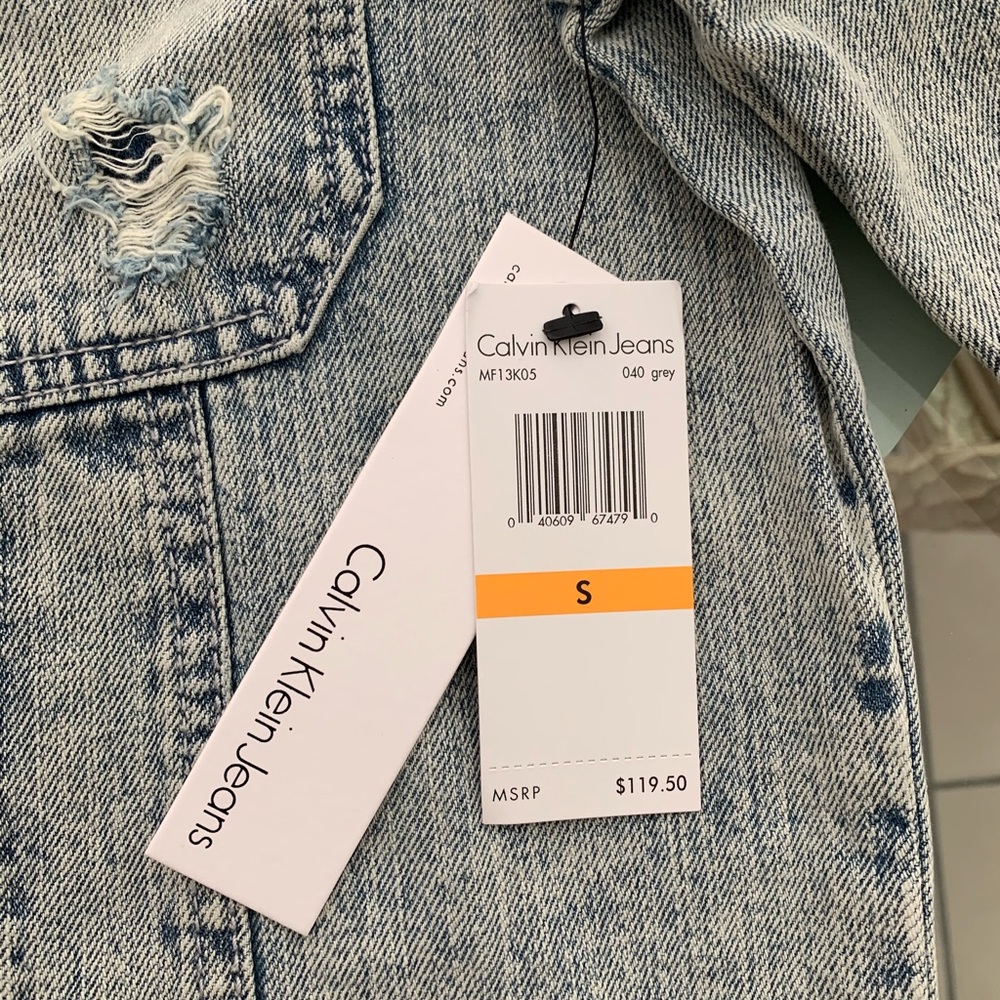 Calvin Klein Jeans
MF13K05 040 grey
0 40609 67479 0
S
MSRP $119.50
Calvin Klein Jeans